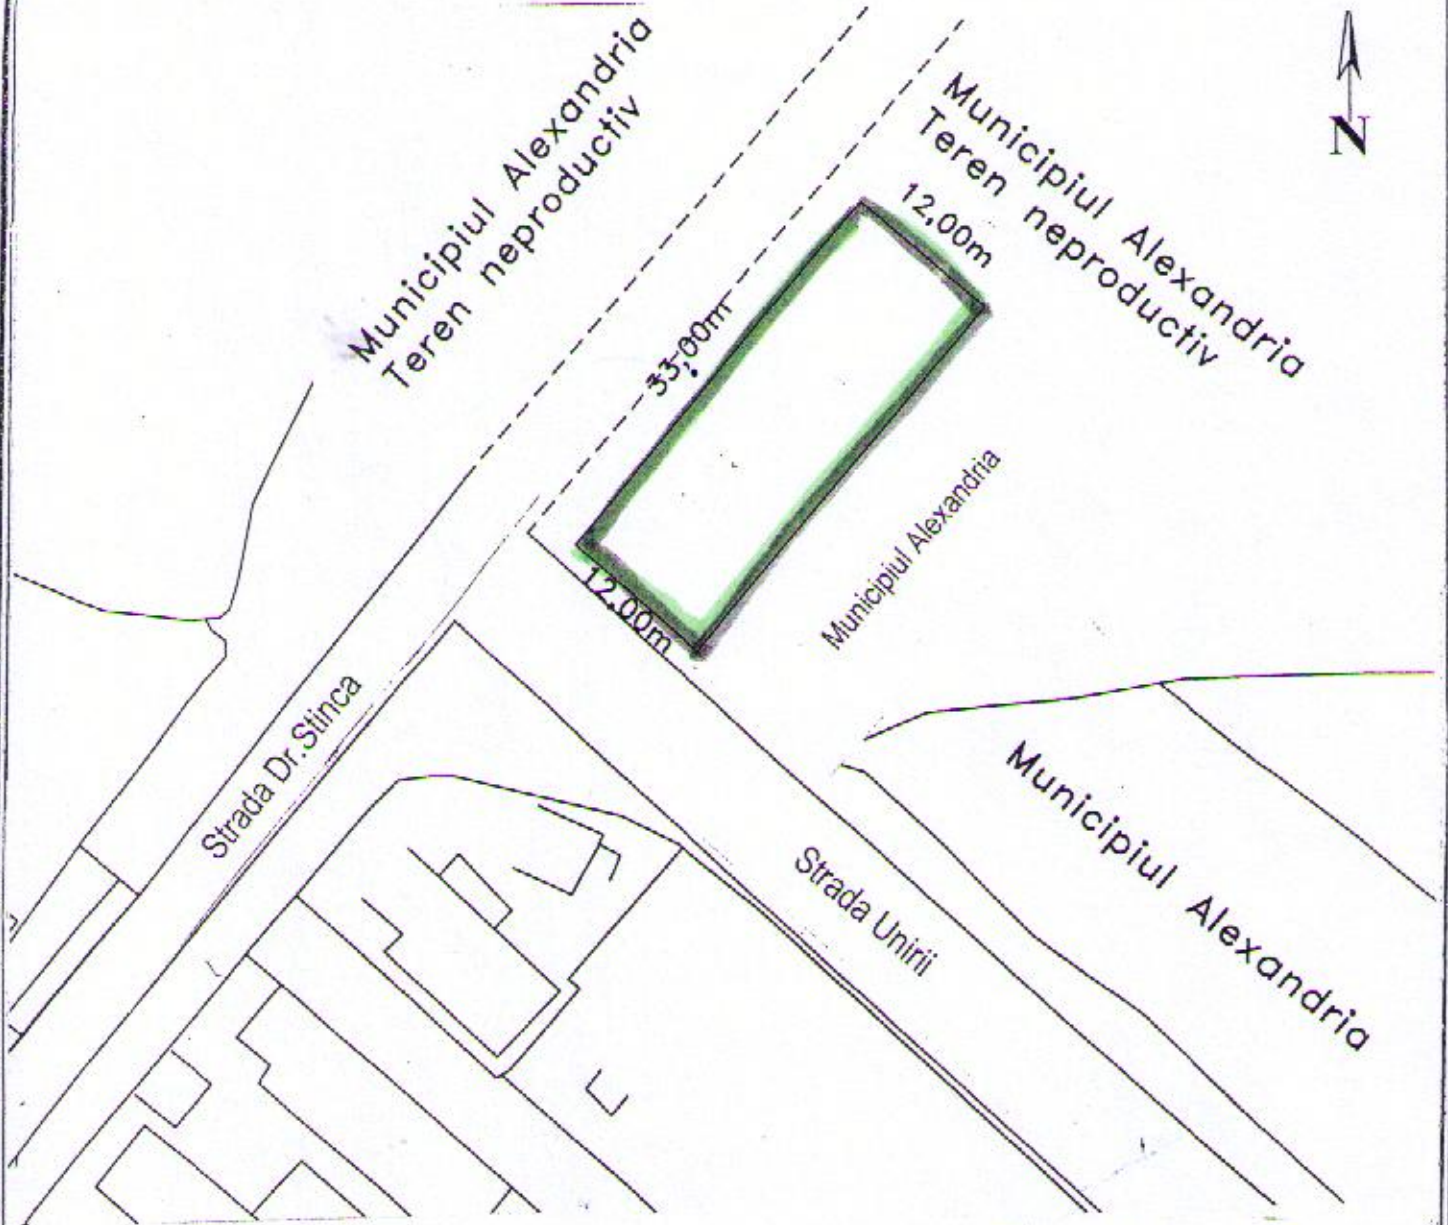 Municipiul Alexandria
Teren neproductiv
Municipiul Alexandria
Teren neproductiv
N
12,00m
33,00m
12,00m
Municipiul Alexandria
Strada Dr.Stinca
Municipiul Alexandria
Strada Unirii